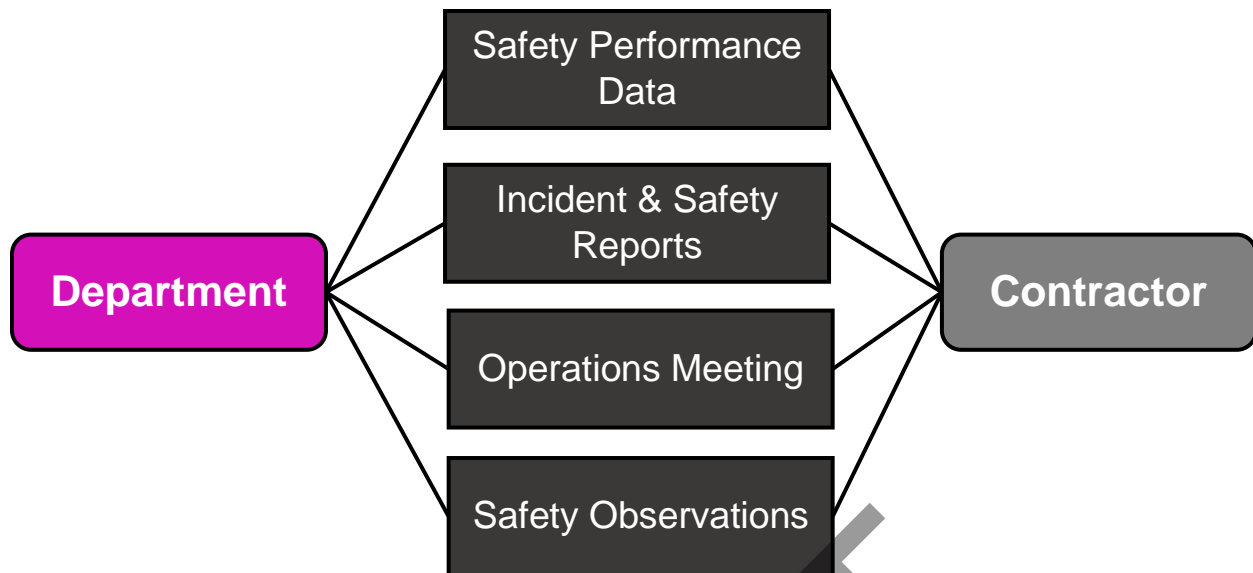 Safety Performance
Data
Incident & Safety
Reports
Department
Contractor
Operations Meeting
Safety Observations